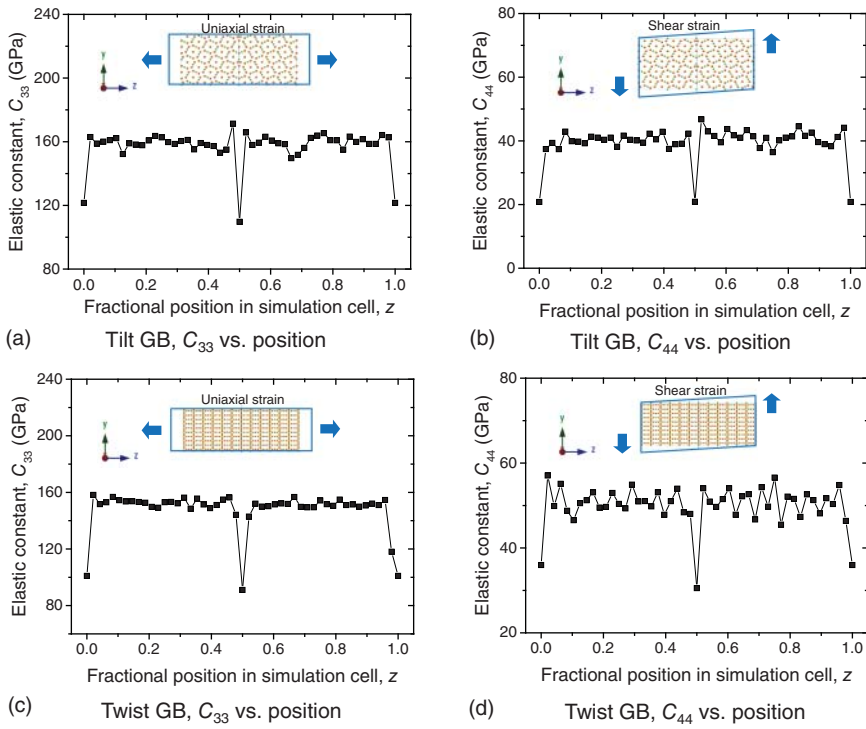 240
200
160
120
80
Elastic constant, C33 (GPa)
Uniaxial strain
y
z
0.0 0.2 0.4 0.6 0.8 1.0
Fractional position in simulation cell, z
(a) Tilt GB, C33 vs. position
80
60
40
20
0
Elastic constant, C44 (GPa)
Shear strain
y
z
0.0 0.2 0.4 0.6 0.8 1.0
Fractional position in simulation cell, z
(b) Tilt GB, C44 vs. position
240
200
160
120
80
Elastic constant, C33 (GPa)
Uniaxial strain
y
z
0.0 0.2 0.4 0.6 0.8 1.0
Fractional position in simulation cell, z
(c) Twist GB, C33 vs. position
80
60
40
20
Elastic constant, C44 (GPa)
Shear strain
y
z
0.0 0.2 0.4 0.6 0.8 1.0
Fractional position in simulation cell, z
(d) Twist GB, C44 vs. position